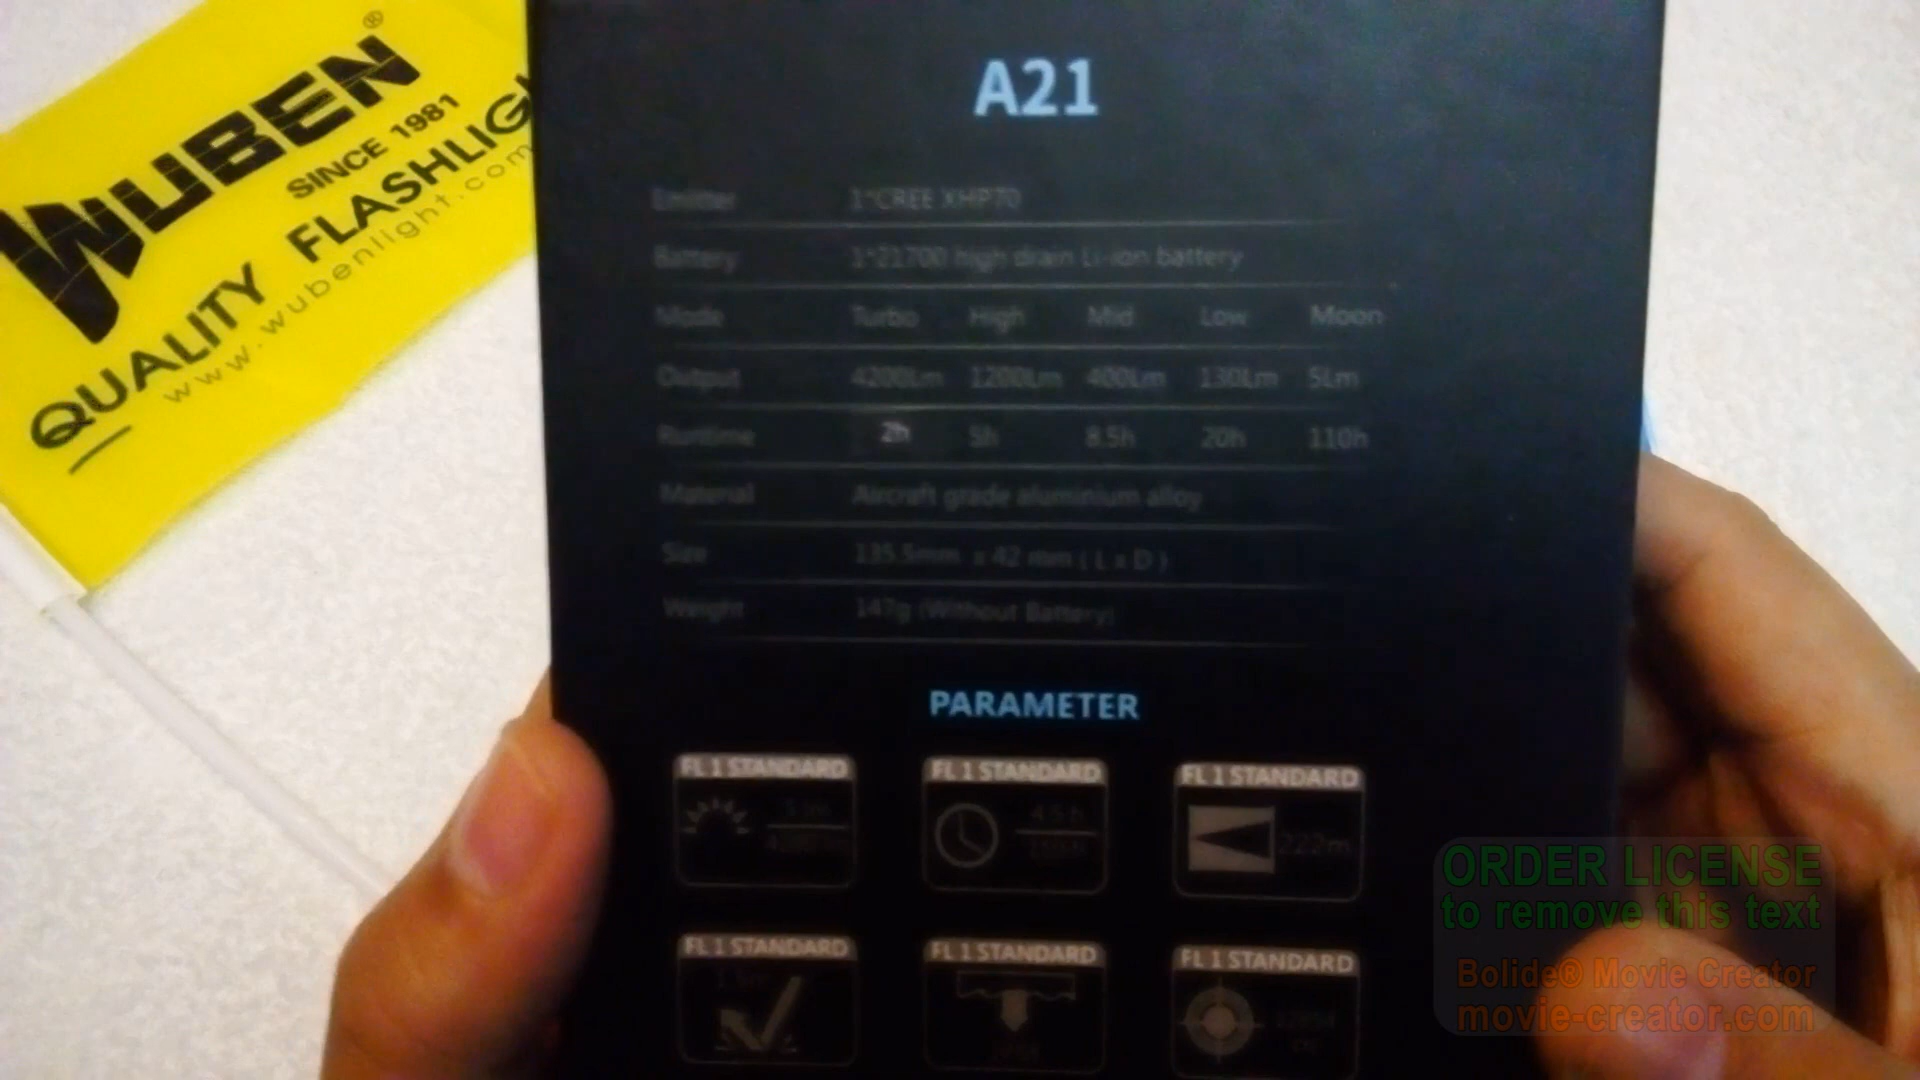 WUBEN®
SINCE 1981
QUALITY FLASHLIGH
www.wubenlight.com
A21
Emitter 1*CREE XHP70
Battery 1*21700 high drain Li-ion battery
Mode Turbo High Mid Low Moon
Output 4200Lm 1200Lm 400Lm 130Lm 5Lm
Runtime 2h 5h 8.5h 20h 110h
Material Aircraft grade aluminium alloy
Size 135.5mm x 42 mm ( L x D )
Weight 147g (Without Battery)
PARAMETER
FL 1 STANDARD FL 1 STANDARD FL 1 STANDARD
222m
FL 1 STANDARD FL 1 STANDARD FL 1 STANDARD
ORDER LICENSE
to remove this text
Bolide® Movie Creator
movie-creator.com